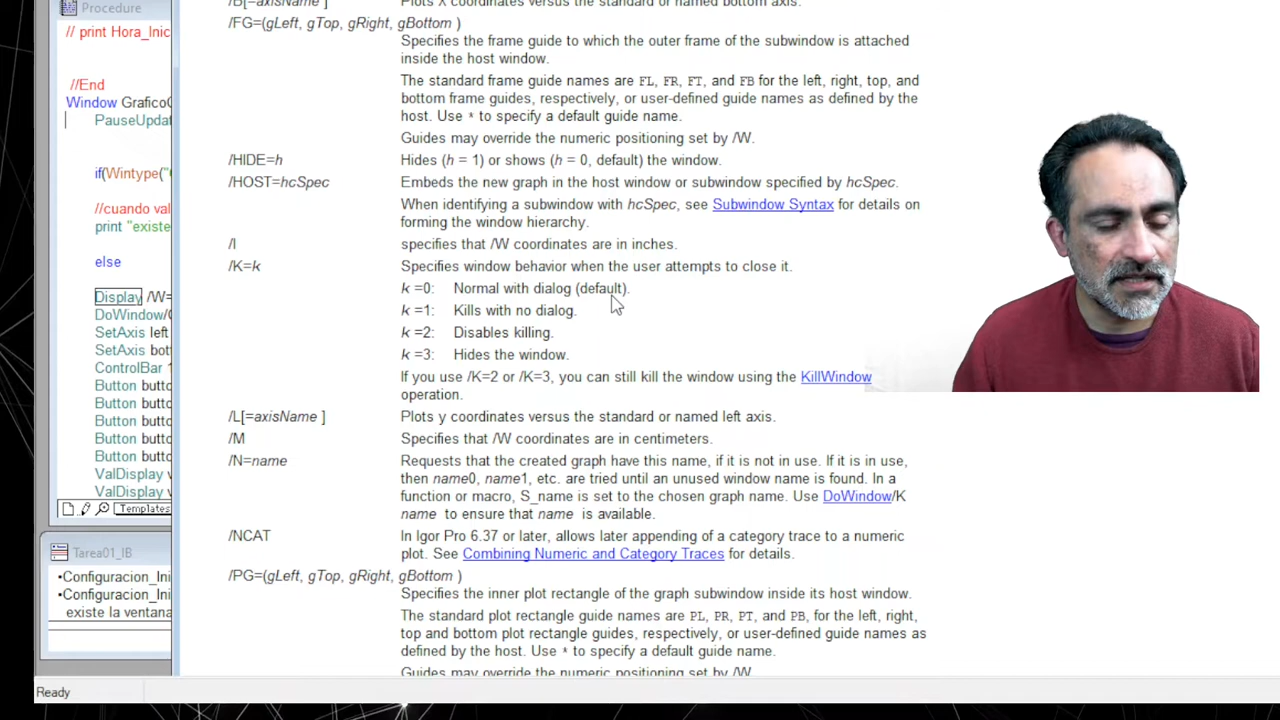 Procedure
// print Hora_Inic
//End
Window GraficoC
PauseUpdat
if(Wintype("
//cuando val
print "existe
else
Display /W=
DoWindow/
SetAxis left
SetAxis bot
ControlBar 1
Button butto
Button butto
Button butto
Button butto
Button butto
ValDisplay v
ValDisplay v
Templates
Tarea01_IB
•Configuracion_Ini
•Configuracion_Ini
existe la ventana
Ready
/B[=axisName ] Plots X coordinates versus the standard or named bottom axis.
/FG=(gLeft, gTop, gRight, gBottom )
Specifies the frame guide to which the outer frame of the subwindow is attached
inside the host window.
The standard frame guide names are FL, FR, FT, and FB for the left, right, top, and
bottom frame guides, respectively, or user-defined guide names as defined by the
host. Use * to specify a default guide name.
Guides may override the numeric positioning set by /W.
/HIDE=h Hides (h = 1) or shows (h = 0, default) the window.
/HOST=hcSpec Embeds the new graph in the host window or subwindow specified by hcSpec.
When identifying a subwindow with hcSpec, see Subwindow Syntax for details on
forming the window hierarchy.
/I specifies that /W coordinates are in inches.
/K=k Specifies window behavior when the user attempts to close it.
k =0: Normal with dialog (default).
k =1: Kills with no dialog.
k =2: Disables killing.
k =3: Hides the window.
If you use /K=2 or /K=3, you can still kill the window using the KillWindow
operation.
/L[=axisName ] Plots y coordinates versus the standard or named left axis.
/M Specifies that /W coordinates are in centimeters.
/N=name Requests that the created graph have this name, if it is not in use. If it is in use,
then name0, name1, etc. are tried until an unused window name is found. In a
function or macro, S_name is set to the chosen graph name. Use DoWindow/K
name to ensure that name is available.
/NCAT In Igor Pro 6.37 or later, allows later appending of a category trace to a numeric
plot. See Combining Numeric and Category Traces for details.
/PG=(gLeft, gTop, gRight, gBottom )
Specifies the inner plot rectangle of the graph subwindow inside its host window.
The standard plot rectangle guide names are PL, PR, PT, and PB, for the left, right,
top and bottom plot rectangle guides, respectively, or user-defined guide names as
defined by the host. Use * to specify a default guide name.
Guides may override the numeric positioning set by /W.